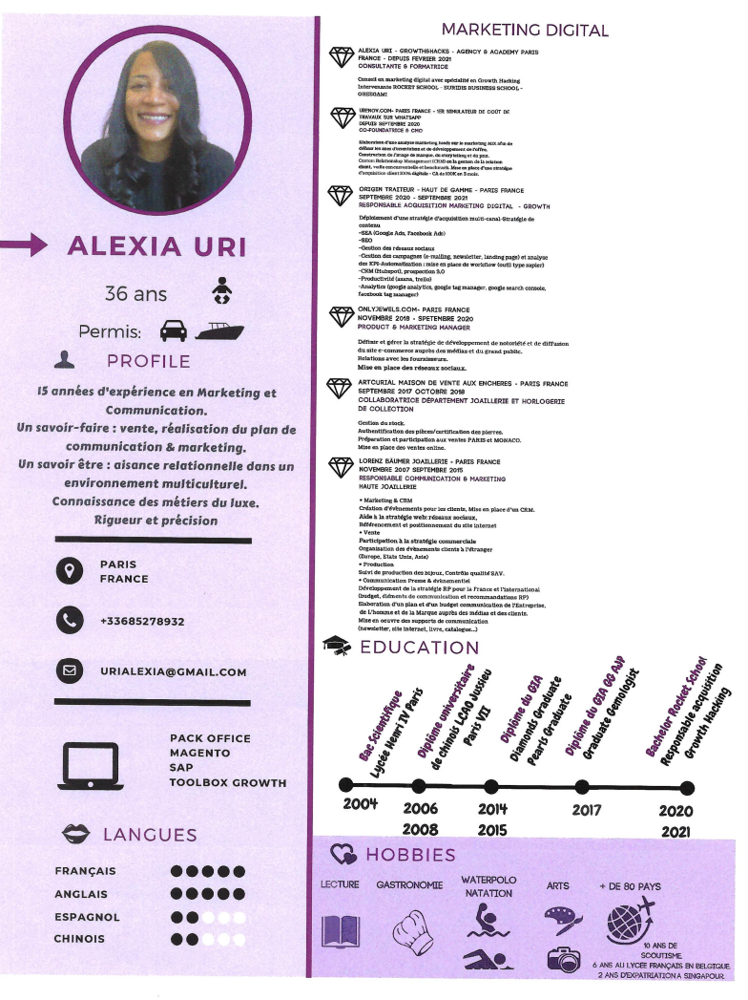 ALEXIA URI
36 ans
Permis:
PROFILE
15 années d'expérience en Marketing et
Communication.
Un savoir-faire : vente, réalisation du plan de
communication & marketing.
Un savoir être : aisance relationnelle dans un
environnement multiculturel.
Connaissance des métiers du luxe.
Rigueur et précision
PARIS
FRANCE
+33685278932
URIALEXIA@GMAIL.COM
PACK OFFICE
MAGENTO
SAP
TOOLBOX GROWTH
LANGUES
FRANÇAIS
ANGLAIS
ESPAGNOL
CHINOIS
MARKETING DIGITAL
ALEXIA URI - GROWTHSHACKS - AGENCY & ACADEMY PARIS
FRANCE - DEPUIS FEVRIER 2021
CONSULTANTE & FORMATRICE
Conseil en marketing digital avec spécialité en Growth Hacking
Intervenante ROCKET SCHOOL - EURIDIS BUSINESS SCHOOL -
GRESGAMI
URENOV.COM- PARIS FRANCE - 1ER SIMULATEUR DE COÛT DE
TRAVAUX SUR WHATSAPP
DEPUIS SEPTEMBRE 2020
CO-FOUNDATRICE & CMO
Elaboration d'une analyse marketing basée sur le marketing MIX afin de
définir les axes d'orientation et de développement de l'offre.
Construction de l'image de marque, du storytelling et du prix.
Custom Relationship Management (CRM) ou la gestion de la relation
client, veille concurrentielle et benchmark. Mise en place d'une stratégie
d'acquisition client 100% digitale - CA de 100K en 5 mois.
ORIGIN TRAITEUR - HAUT DE GAMME - PARIS FRANCE
SEPTEMBRE 2020 - SEPTEMBRE 2021
RESPONSABLE ACQUISITION MARKETING DIGITAL - GROWTH
Déploiement d'une stratégie d'acquisition multi-canal-Stratégie de
contenu
-SEA (Google Ads, Facebook Ads)
-SEO
-Gestion des réseaux sociaux
-Gestion des campagnes (e-mailing, newsletter, landing page) et analyse
des KPI-Automatisation : mise en place de workflow (outil type zapier)
-CRM (Hubspot), prospection 3.0
-Productivité (asana, trello)
-Analytics (google analytics, google tag manager, google search console,
facebook tag manager)
ONLYJEWELS.COM- PARIS FRANCE
NOVEMBRE 2018 - SPETEMBRE 2020
PRODUCT & MARKETING MANAGER
Définir et gérer la stratégie de développement de notoriété et de diffusion
du site e-commerce auprès des médias et du grand public.
Relations avec les fournisseurs.
Mise en place des réseaux sociaux.
ARTCURIAL MAISON DE VENTE AUX ENCHERES - PARIS FRANCE
SEPTEMBRE 2017 OCTOBRE 2018
COLLABORATRICE DÉPARTEMENT JOAILLERIE ET HORLOGERIE
DE COLLECTION
Gestion du stock.
Authentification des pièces/certification des pierres.
Préparation et participation aux ventes PARIS et MONACO.
Mise en place des ventes online.
LORENZ BÄUMER JOAILLERIE - PARIS FRANCE
NOVEMBRE 2007 SEPTEMBRE 2015
RESPONSABLE COMMUNICATION & MARKETING
HAUTE JOAILLERIE
• Marketing & CRM
Création d'évènements pour les clients, Mise en place d'un CRM.
Aide à la stratégie web: réseaux sociaux,
Référencement et positionnement du site internet
• Vente
Participation à la stratégie commerciale
Organisation des évènements clients à l'étranger
(Europe, Etats Unis, Asie)
• Production
Suivi de production des bijoux, Contrôle qualité SAV.
• Communication Presse & évènementiel
Développement de la stratégie RP pour la France et l'international
(budget, éléments de communication et recommandations RP)
Elaboration d'un plan et d'un budget communication de l'Entreprise,
de L'homme et de la Marque auprès des médias et des clients.
Mise en oeuvre des supports de communication
(newsletter, site internet, livre, catalogue...)
EDUCATION
Bac Scientifique
Lycée Henri IV Paris
Diplôme universitaire
de chinois LCAO Jussieu
Paris VII
Diplôme du GIA
Diamonds Graduate
Pearls Graduate
Diplôme du GIA GG AJP
Graduate Gemologist
Bachelor Rocket School
Responsable acquisition
Growth Hacking
2004
2006
2008
2014
2015
2017
2020
2021
HOBBIES
LECTURE
GASTRONOMIE
WATERPOLO
NATATION
ARTS
+ DE 80 PAYS
10 ANS DE
SCOUTISME.
6 ANS AU LYCÉE FRANÇAIS EN BELGIQUE.
2 ANS D'EXPATRIATION A SINGAPOUR.